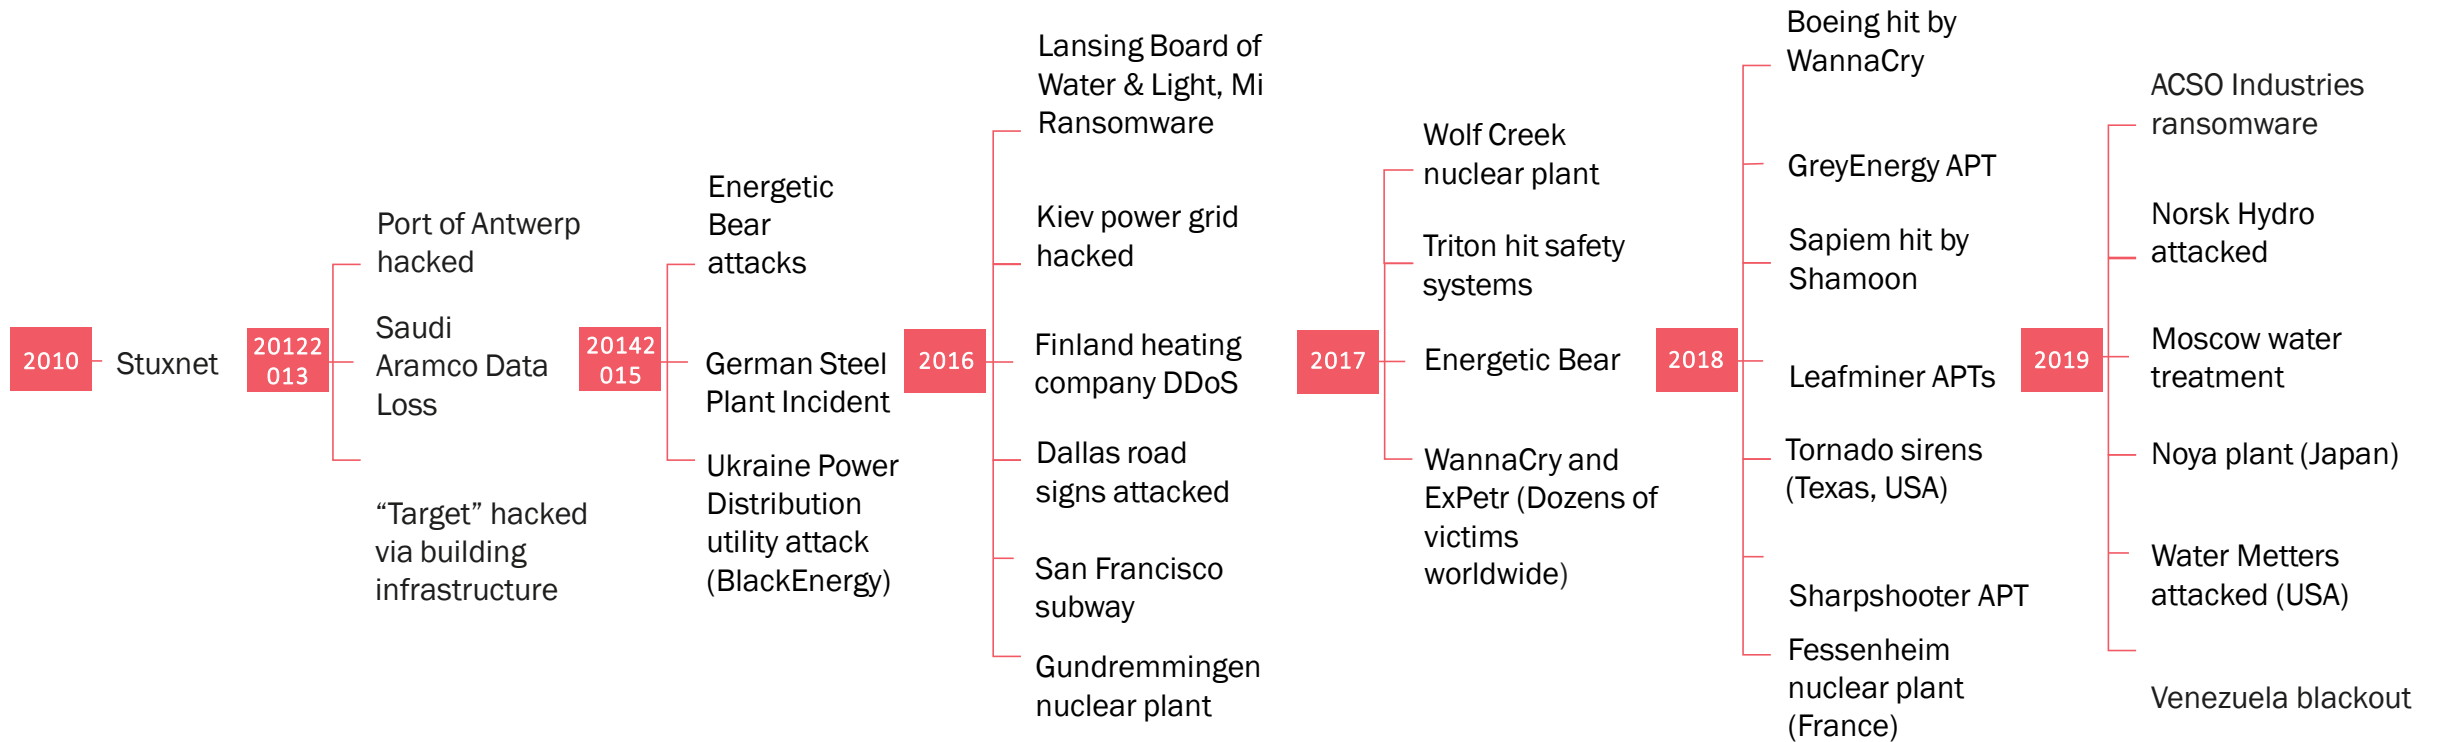 2010
Stuxnet
20122
013
Port of Antwerp
hacked
Saudi
Aramco Data
Loss
“Target” hacked
via building
infrastructure
20142
015
Energetic
Bear
attacks
German Steel
Plant Incident
Ukraine Power
Distribution
utility attack
(BlackEnergy)
2016
Lansing Board of
Water & Light, Mi
Ransomware
Kiev power grid
hacked
Finland heating
company DDoS
Dallas road
signs attacked
San Francisco
subway
Gundremmingen
nuclear plant
2017
Wolf Creek
nuclear plant
Triton hit safety
systems
Energetic Bear
WannaCry and
ExPetr (Dozens of
victims
worldwide)
2018
Boeing hit by
WannaCry
GreyEnergy APT
Sapiem hit by
Shamoon
Leafminer APTs
Tornado sirens
(Texas, USA)
Sharpshooter APT
Fessenheim
nuclear plant
(France)
2019
ACSO Industries
ransomware
Norsk Hydro
attacked
Moscow water
treatment
Noya plant (Japan)
Water Metters
attacked (USA)
Venezuela blackout